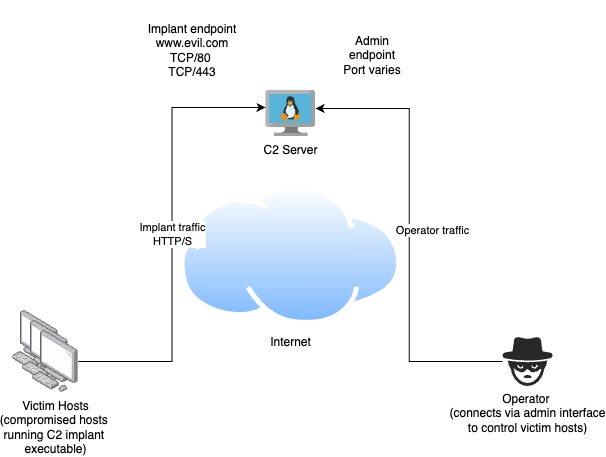 Implant endpoint
www.evil.com
TCP/80
TCP/443
Admin
endpoint
Port varies
C2 Server
Implant traffic
HTTP/S
Operator traffic
Internet
Victim Hosts
(compromised hosts
running C2 implant
executable)
Operator
(connects via admin interface
to control victim hosts)